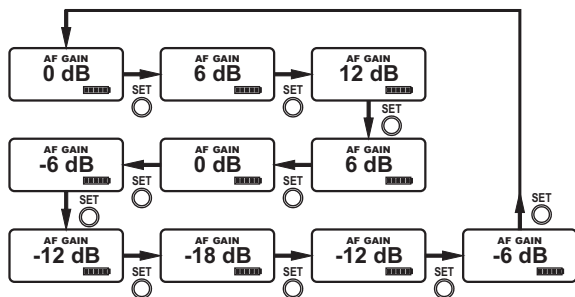 AF GAIN
0 dB
SET
AF GAIN
6 dB
SET
AF GAIN
12 dB
SET
AF GAIN
6 dB
SET
AF GAIN
0 dB
SET
AF GAIN
-6 dB
SET
AF GAIN
-12 dB
SET
AF GAIN
-18 dB
SET
AF GAIN
-12 dB
SET
AF GAIN
-6 dB
SET